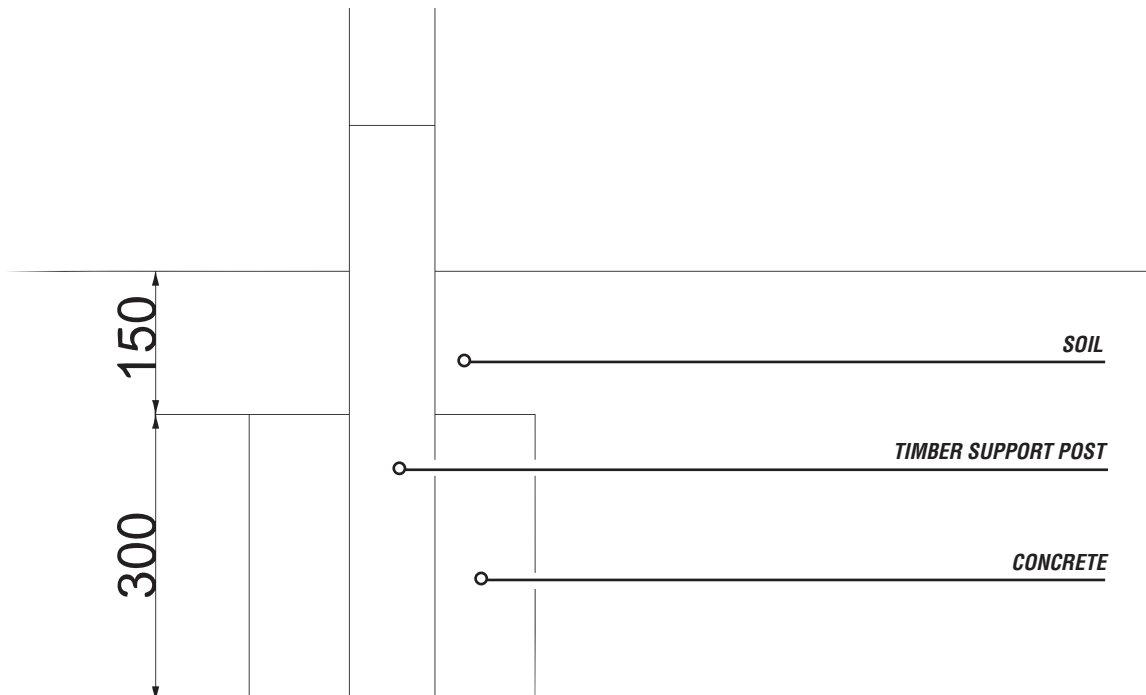 150
SOIL
TIMBER SUPPORT POST
300
CONCRETE